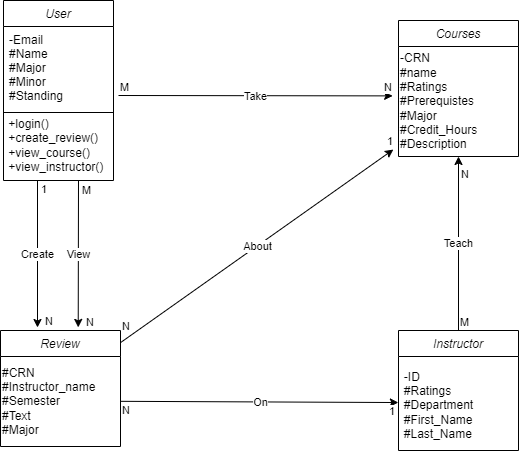 User
-Email
#Name
#Major
#Minor
#Standing
+login()
+create_review()
+view_course()
+view_instructor()
Courses
-CRN
#name
#Ratings
#Prerequistes
#Major
#Credit_Hours
#Description
M
Take
N
1
M
1
N
Create
View
About
Teach
N
N
N
M
Review
#CRN
#Instructor_name
#Semester
#Text
#Major
N
On
1
Instructor
-ID
#Ratings
#Department
#First_Name
#Last_Name